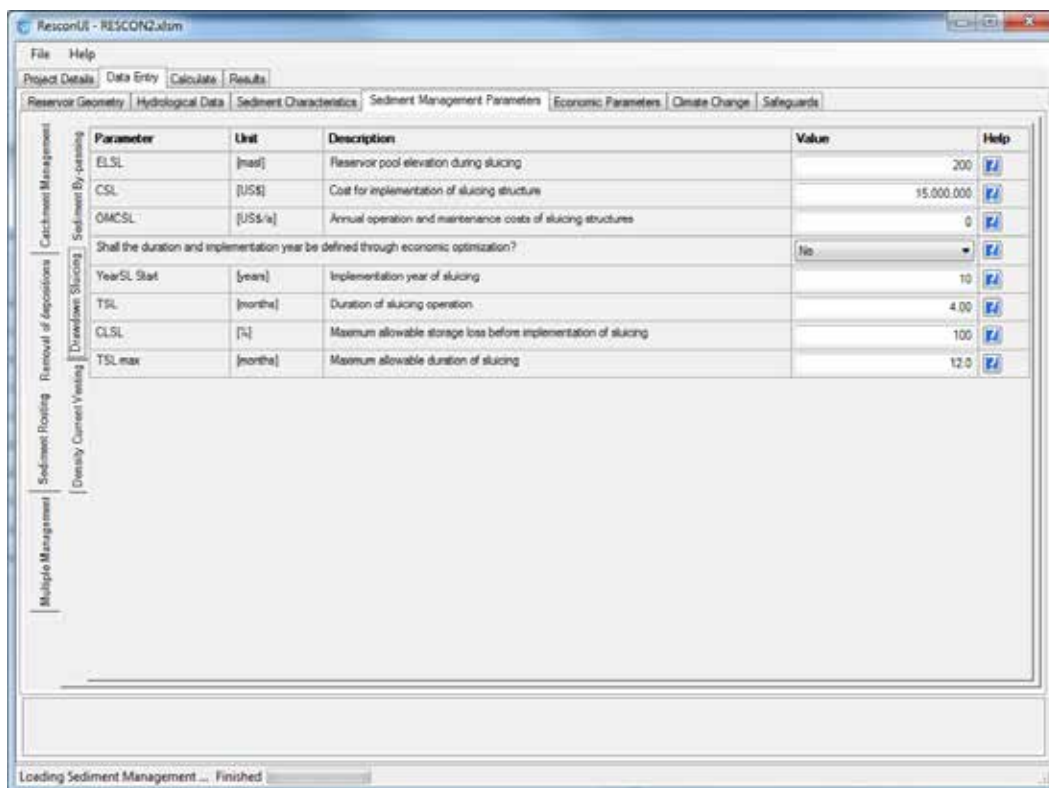 ResconUI - RESCON2.xlsm
File Help
Project Details Data Entry Calculate Results
Reservoir Geometry Hydrological Data Sediment Characteristics Sediment Management Parameters Economic Parameters Climate Change Safeguards
Catchment Management
Removal of depositions
Sediment Routing
Multiple Management
Sediment By-passing
Drawdown Sluicing
Density Current Venting
Parameter Unit Description Value Help
ELSL [masl] Reservoir pool elevation during sluicing 200
CSL [US$] Cost for implementation of sluicing structure 15.000.000
OMCSL [US$/a] Annual operation and maintenance costs of sluicing structures 0
Shall the duration and implementation year be defined through economic optimization? No
YearSL Start [years] Implementation year of sluicing 10
TSL [months] Duration of sluicing operation 4.00
CLSL [%] Maximum allowable storage loss before implementation of sluicing 100
TSL max [months] Maximum allowable duration of sluicing 12.0
Loading Sediment Management ... Finished